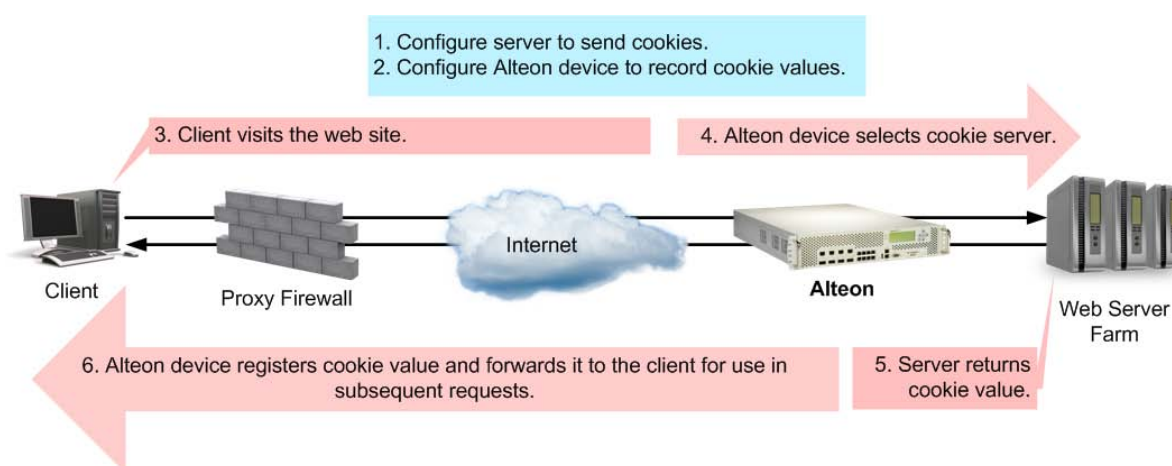 1. Configure server to send cookies.
2. Configure Alteon device to record cookie values.
3. Client visits the web site.
4. Alteon device selects cookie server.
Internet
Client
Proxy Firewall
Alteon
Web Server
Farm
6. Alteon device registers cookie value and forwards it to the client for use in
subsequent requests.
5. Server returns
cookie value.